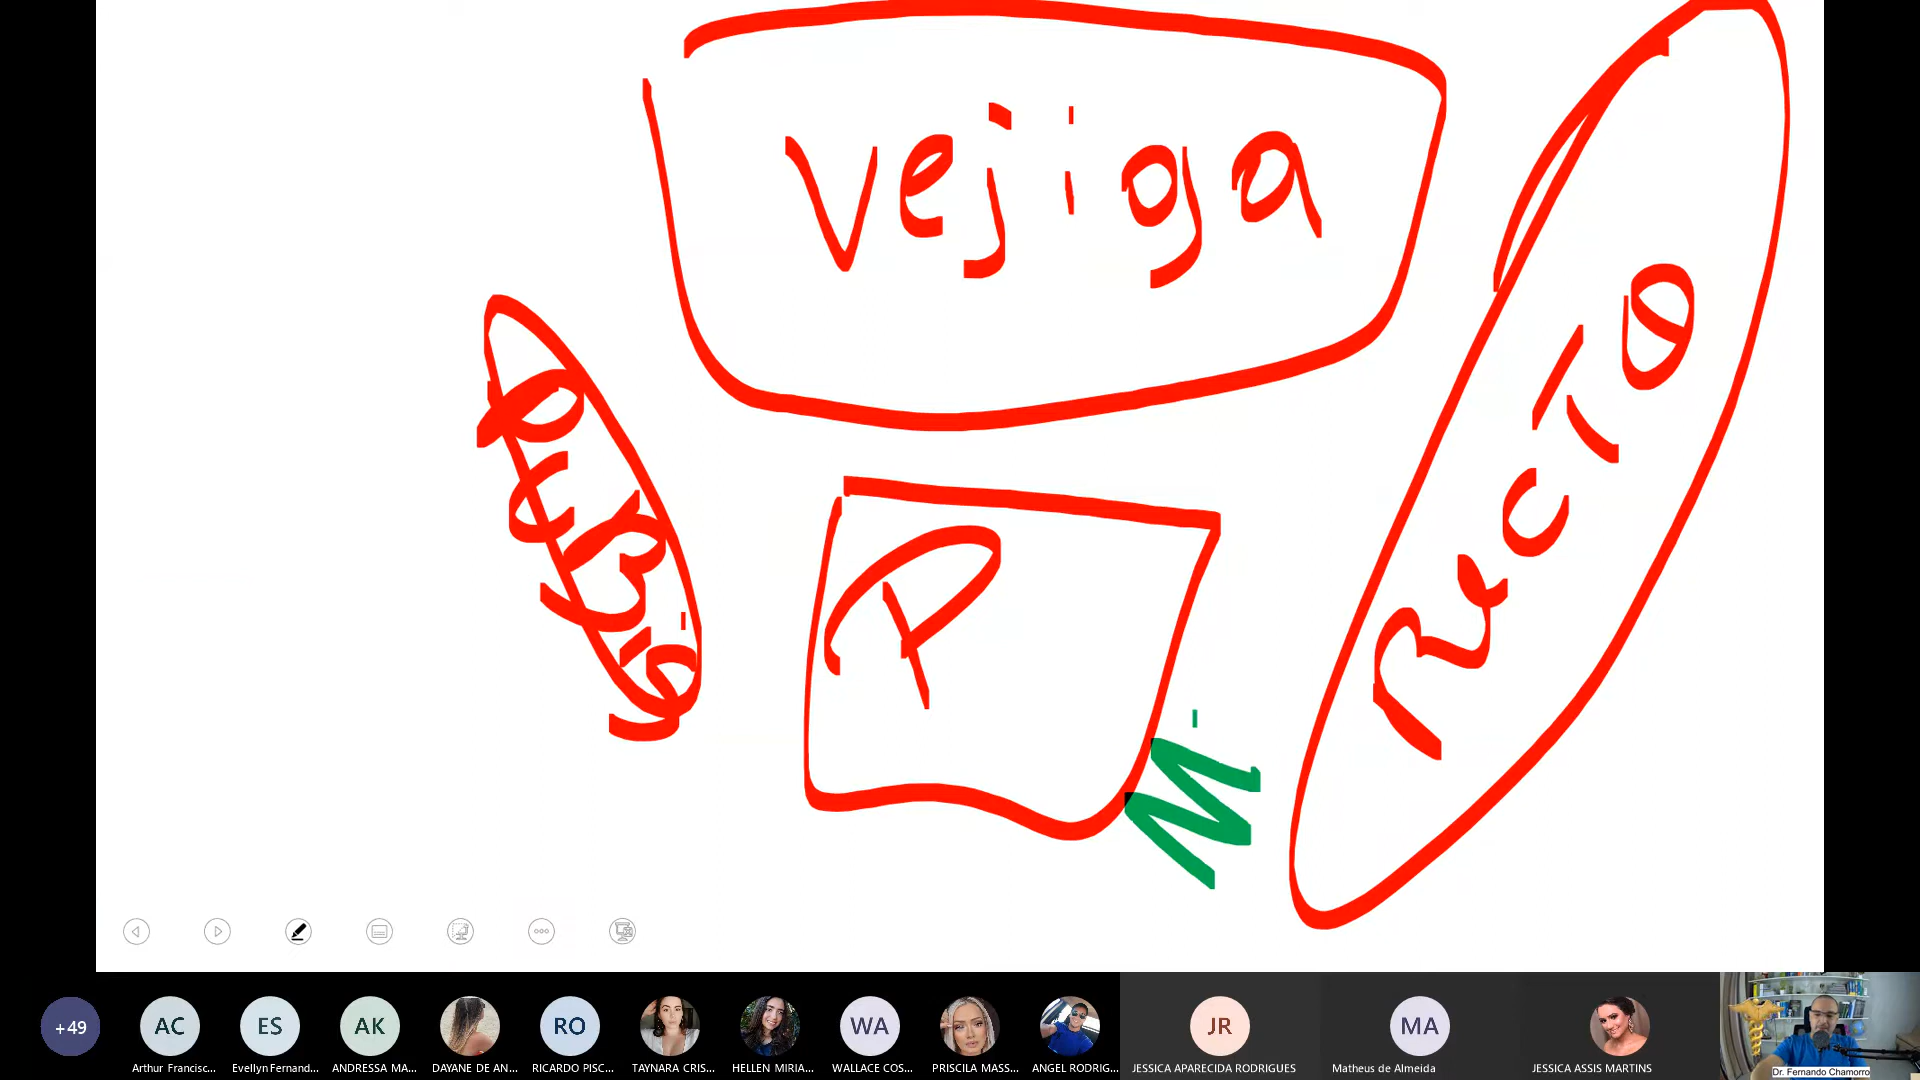 vejiga
PUBis
P
RecTO
M
+49
AC
ES
AK
RO
WA
JR
MA
Arthur Francisc...
Evellyn Fernand...
ANDRESSA MA...
DAYANE DE AN...
RICARDO PISC...
TAYNARA CRIS...
HELLEN MIRIA...
WALLACE COS...
PRISCILA MASS...
ANGEL RODRIG...
JESSICA APARECIDA RODRIGUES
Matheus de Almeida
JESSICA ASSIS MARTINS
Dr. Fernando Chamorro